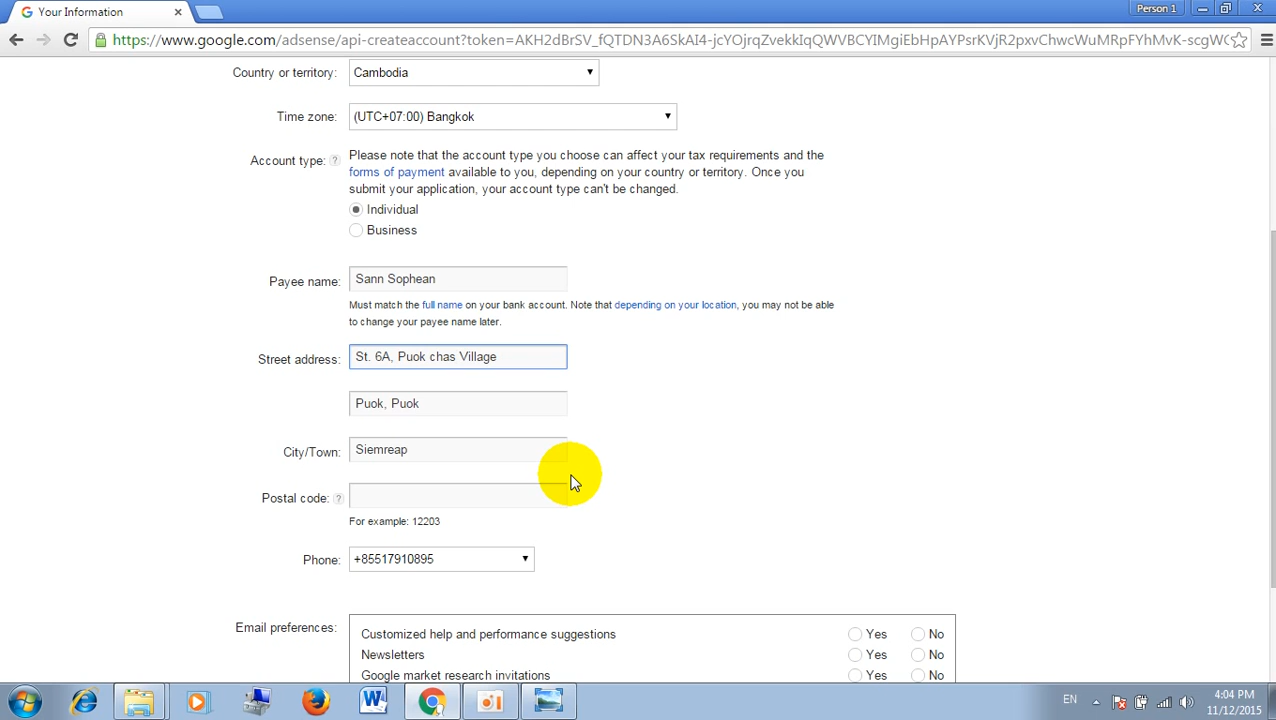 Your Information
Person 1
https://www.google.com/adsense/api-createaccount?token=
Country or territory: Cambodia
Time zone: (UTC+07:00) Bangkok
Account type: ? Please note that the account type you choose can affect your tax requirements and the
forms of payment available to you, depending on your country or territory. Once you
submit your application, your account type can't be changed.
Individual
Business
Payee name: Sann Sophean
Must match the full name on your bank account. Note that depending on your location, you may not be able
to change your payee name later.
Street address: St. 6A, Puok chas Village
Puok, Puok
City/Town: Siemreap
Postal code: ?
For example: 12203
Phone: +85517910895
Email preferences:
Customized help and performance suggestions Yes No
Newsletters Yes No
Google market research invitations Yes No
EN
4:04 PM
11/12/2015